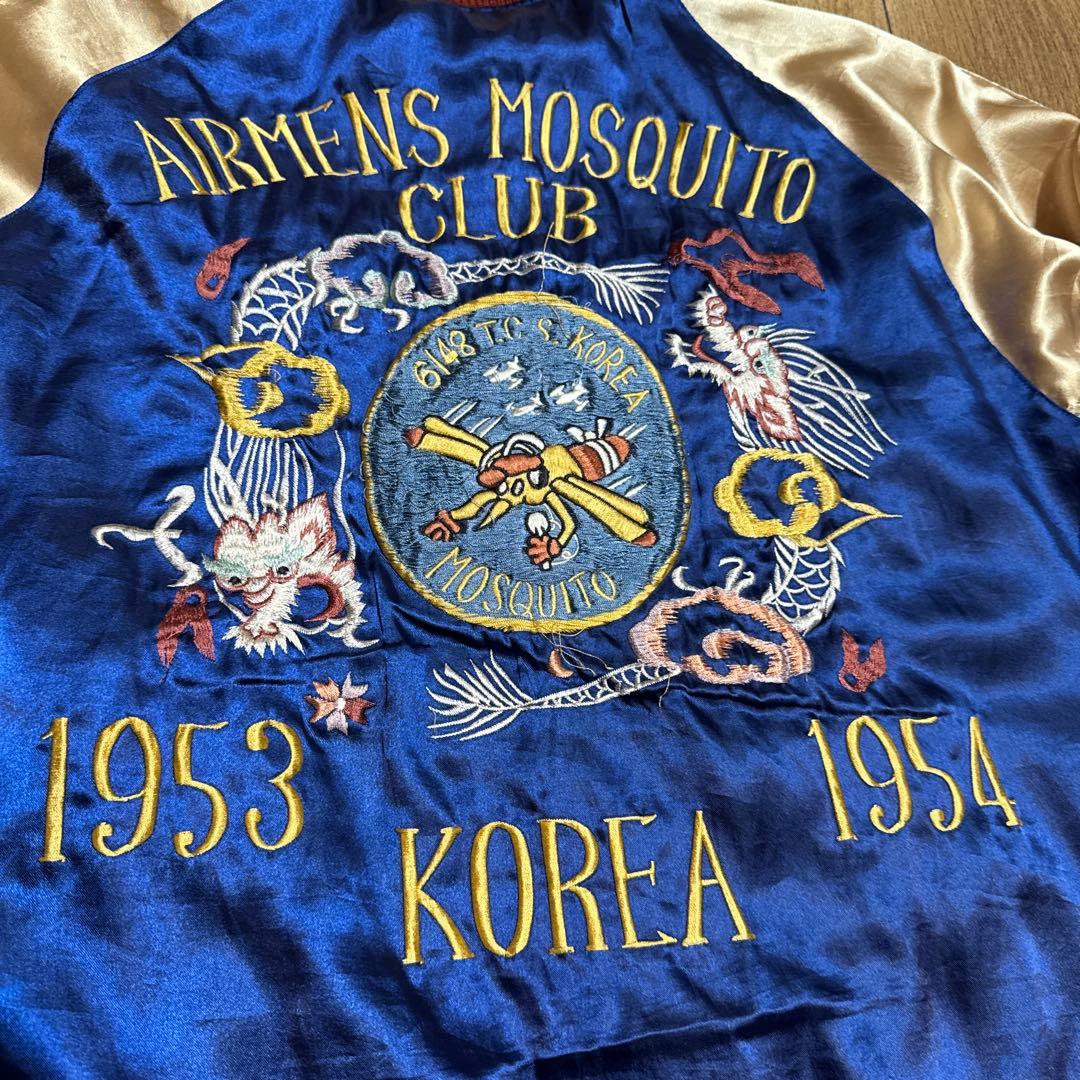 AIRMENS MOSQUITO
CLUB
6148 T.C. S. KOREA
MOSQUITO
1953
1954
KOREA